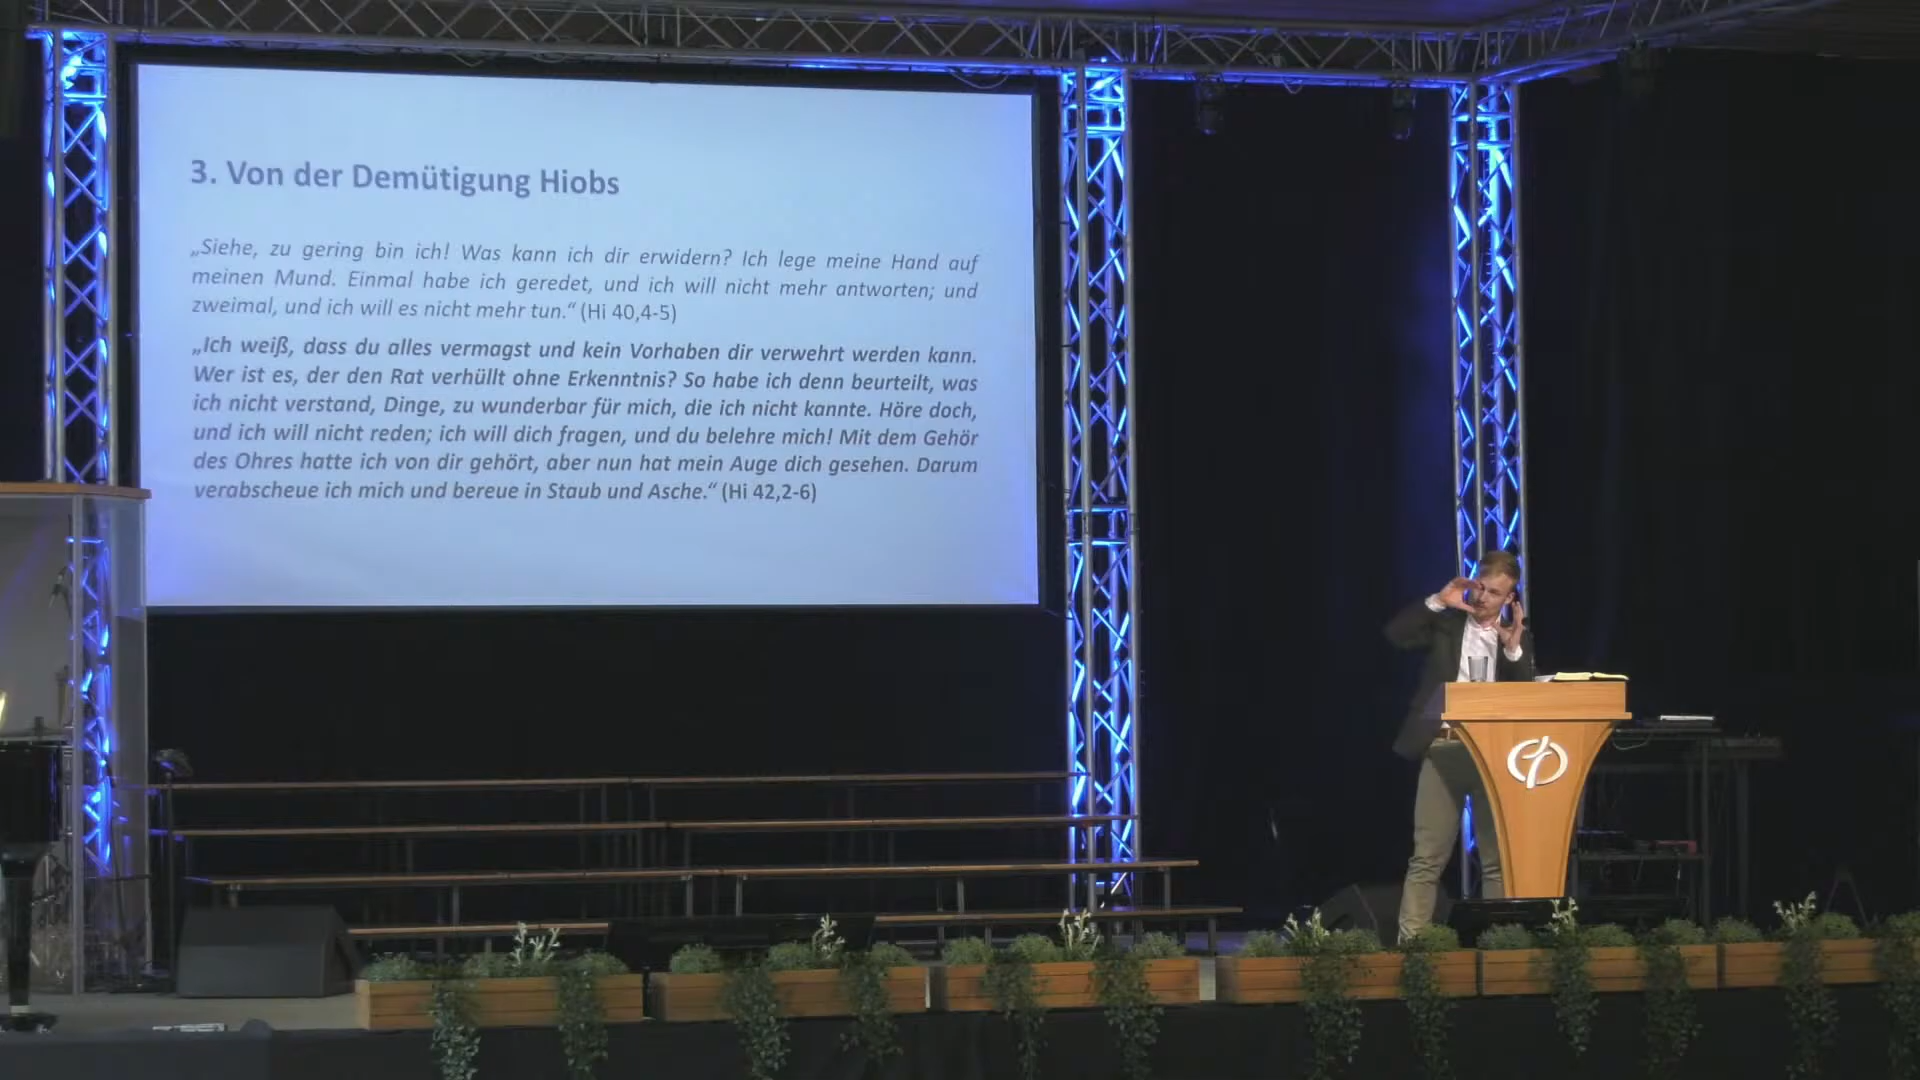 3. Von der Demütigung Hiobs
„Siehe, zu gering bin ich! Was kann ich dir erwidern? Ich lege meine Hand auf
meinen Mund. Einmal habe ich geredet, und ich will nicht mehr antworten; und
zweimal, und ich will es nicht mehr tun.“ (Hi 40,4-5)
„Ich weiß, dass du alles vermagst und kein Vorhaben dir verwehrt werden kann.
Wer ist es, der den Rat verhüllt ohne Erkenntnis? So habe ich denn beurteilt, was
ich nicht verstand, Dinge, zu wunderbar für mich, die ich nicht kannte. Höre doch,
und ich will nicht reden; ich will dich fragen, und du belehre mich! Mit dem Gehör
des Ohres hatte ich von dir gehört, aber nun hat mein Auge dich gesehen. Darum
verabscheue ich mich und bereue in Staub und Asche.“ (Hi 42,2-6)